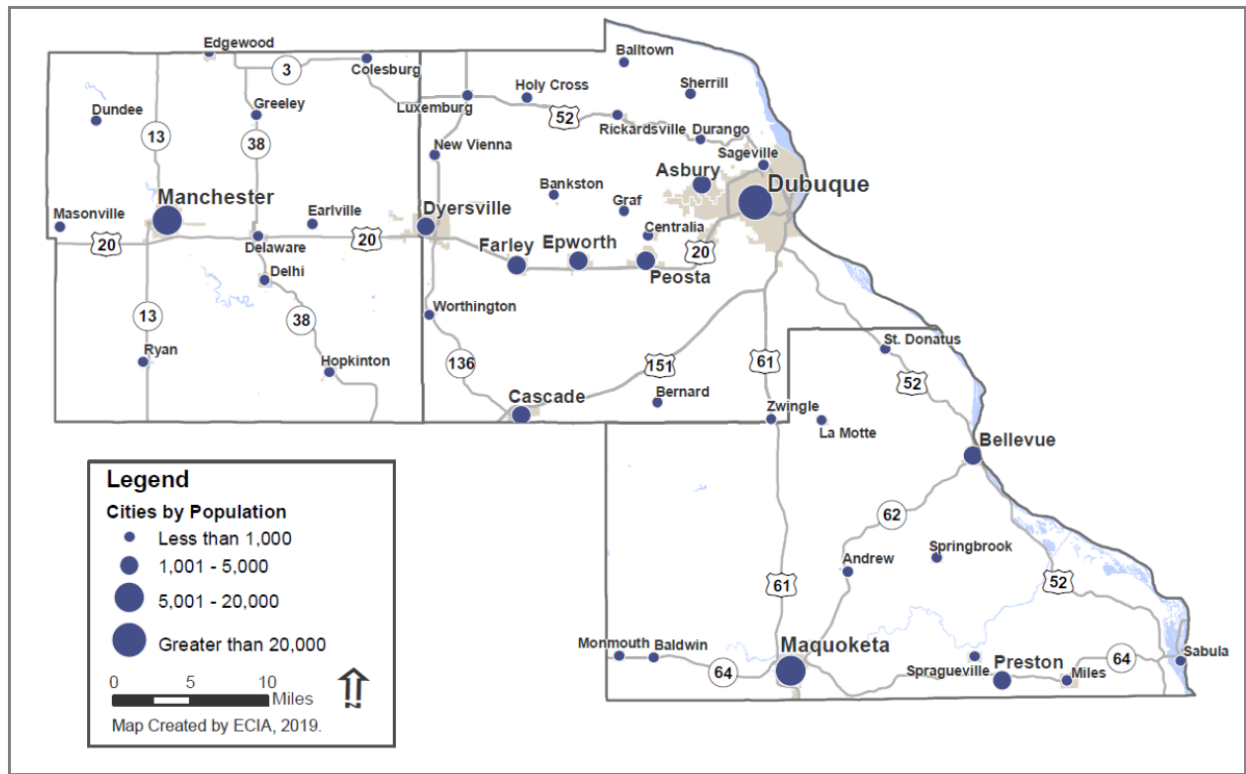 Edgewood
Balltown
3
Colesburg
Sherrill
Holy Cross
Dundee
Greeley
Luxemburg
52
Rickardsville
Durango
13
38
New Vienna
Sageville
Asbury
Dubuque
Manchester
Bankston
Graf
Masonville
Earlville
Dyersville
Centralia
20
Delaware
20
Farley
Epworth
20
Delhi
Peosta
Worthington
13
38
Ryan
Hopkinton
136
151
61
St. Donatus
52
Cascade
Bernard
Zwingle
La Motte
Bellevue
Legend
Cities by Population
Less than 1,000
1,001 - 5,000
5,001 - 20,000
Greater than 20,000
0 5 10
Miles
N
Map Created by ECIA, 2019.
62
Andrew
Springbrook
61
52
Monmouth
Baldwin
Maquoketa
64
Spragueville
Preston
Miles
64
Sabula